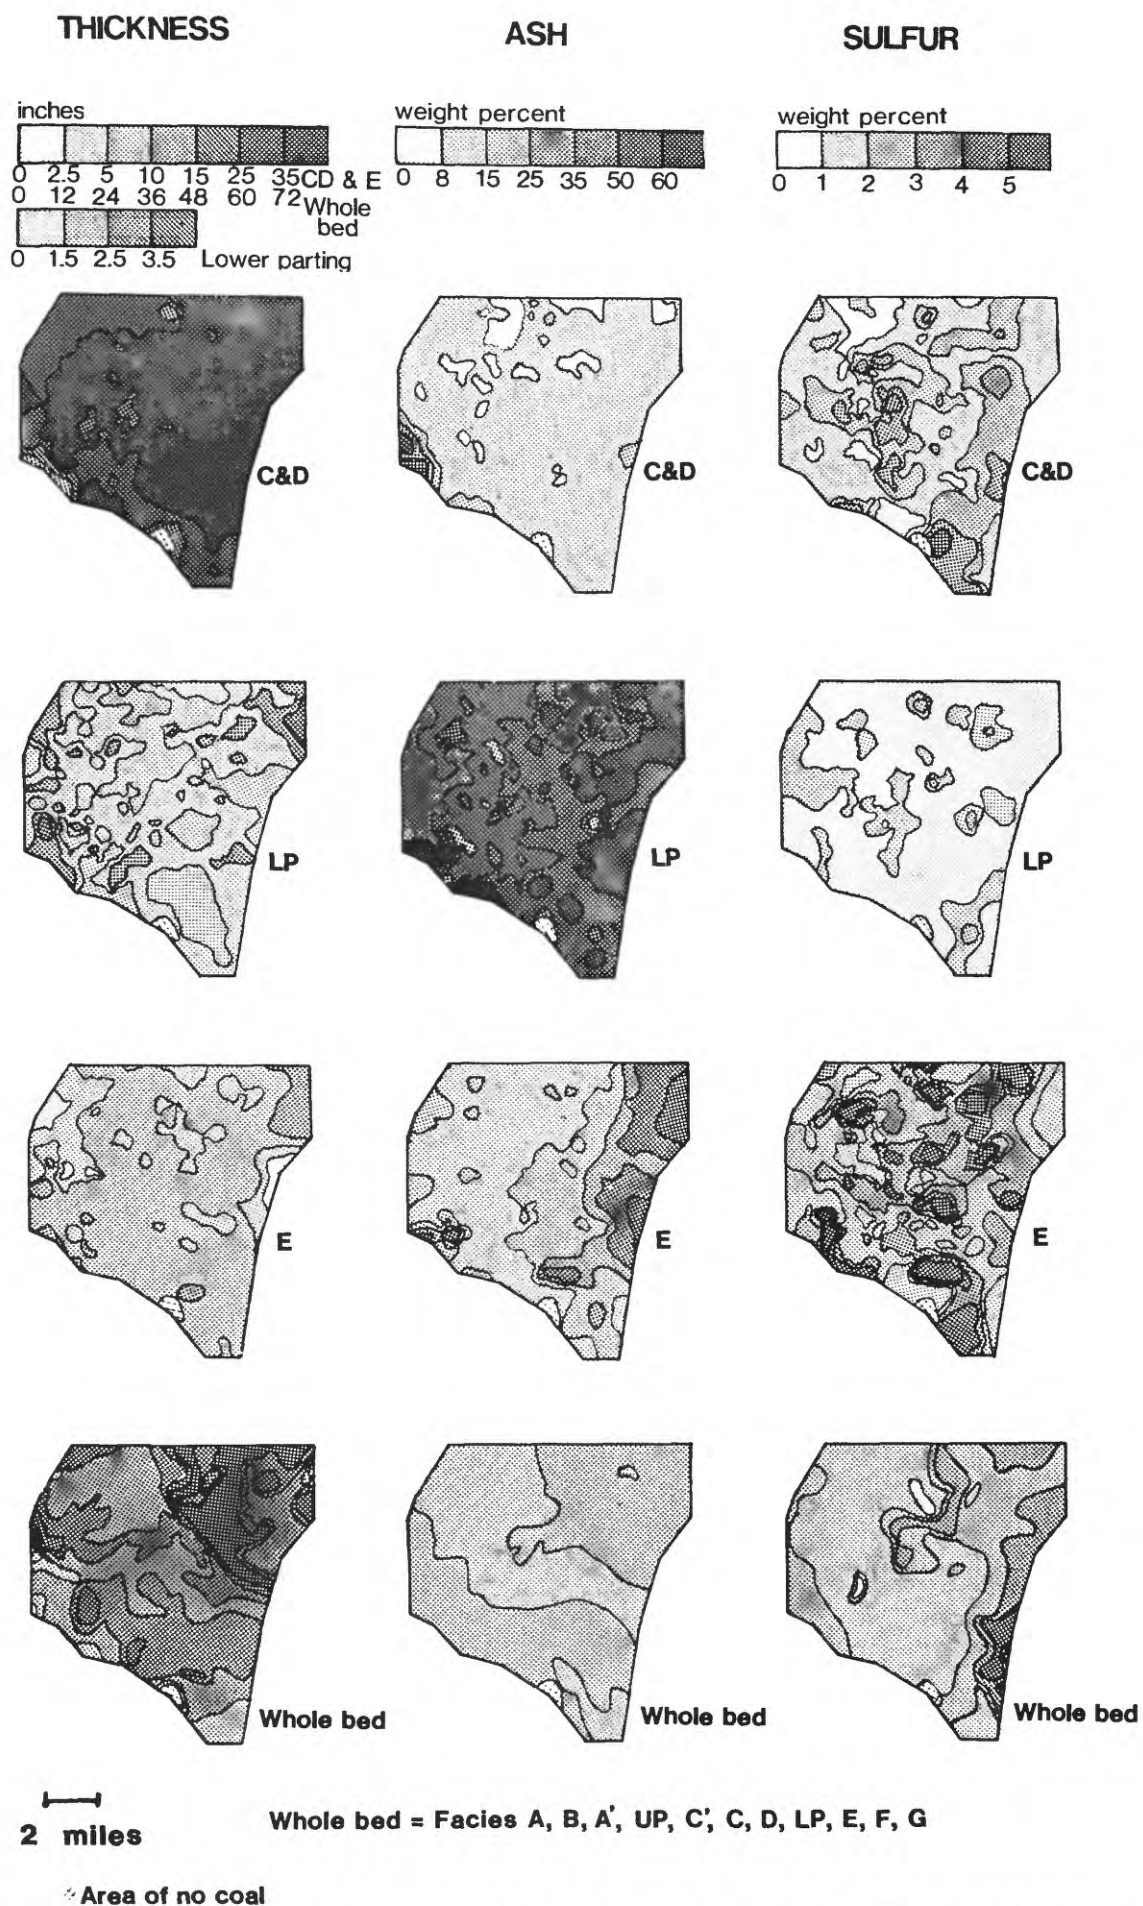 THICKNESS ASH SULFUR
inches weight percent weight percent
0 2.5 5 10 15 25 35 CD & E
0 12 24 36 48 60 72 Whole bed
0 1.5 2.5 3.5 Lower parting
0 8 15 25 35 50 60
0 1 2 3 4 5
C&D C&D C&D
LP LP LP
E E E
Whole bed Whole bed Whole bed
2 miles
Whole bed = Facies A, B, A', UP, C', C, D, LP, E, F, G
Area of no coal